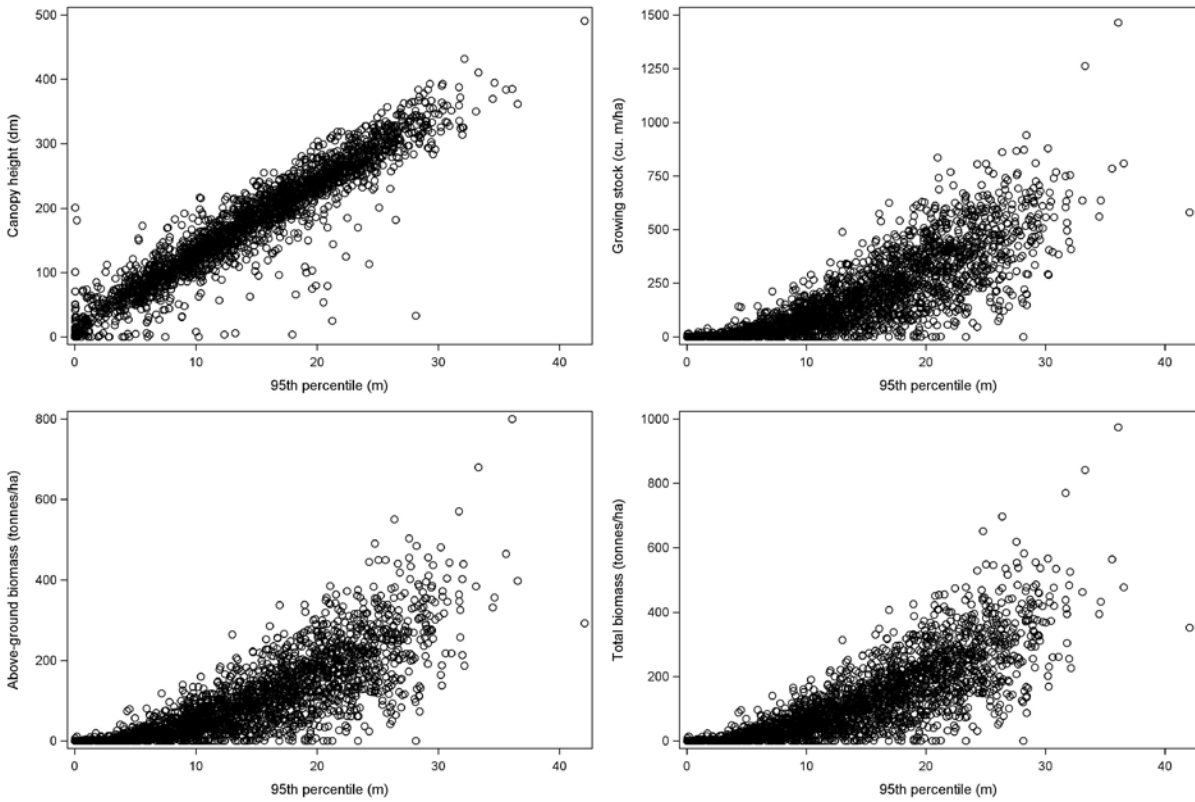 500
400
300
200
100
0
Canopy height (dm)
0 10 20 30 40
95th percentile (m)
1500
1250
1000
750
500
250
0
Growing stock (cu. m/ha)
0 10 20 30 40
95th percentile (m)
800
600
400
200
0
Above-ground biomass (tonnes/ha)
0 10 20 30 40
95th percentile (m)
1000
800
600
400
200
0
Total biomass (tonnes/ha)
0 10 20 30 40
95th percentile (m)